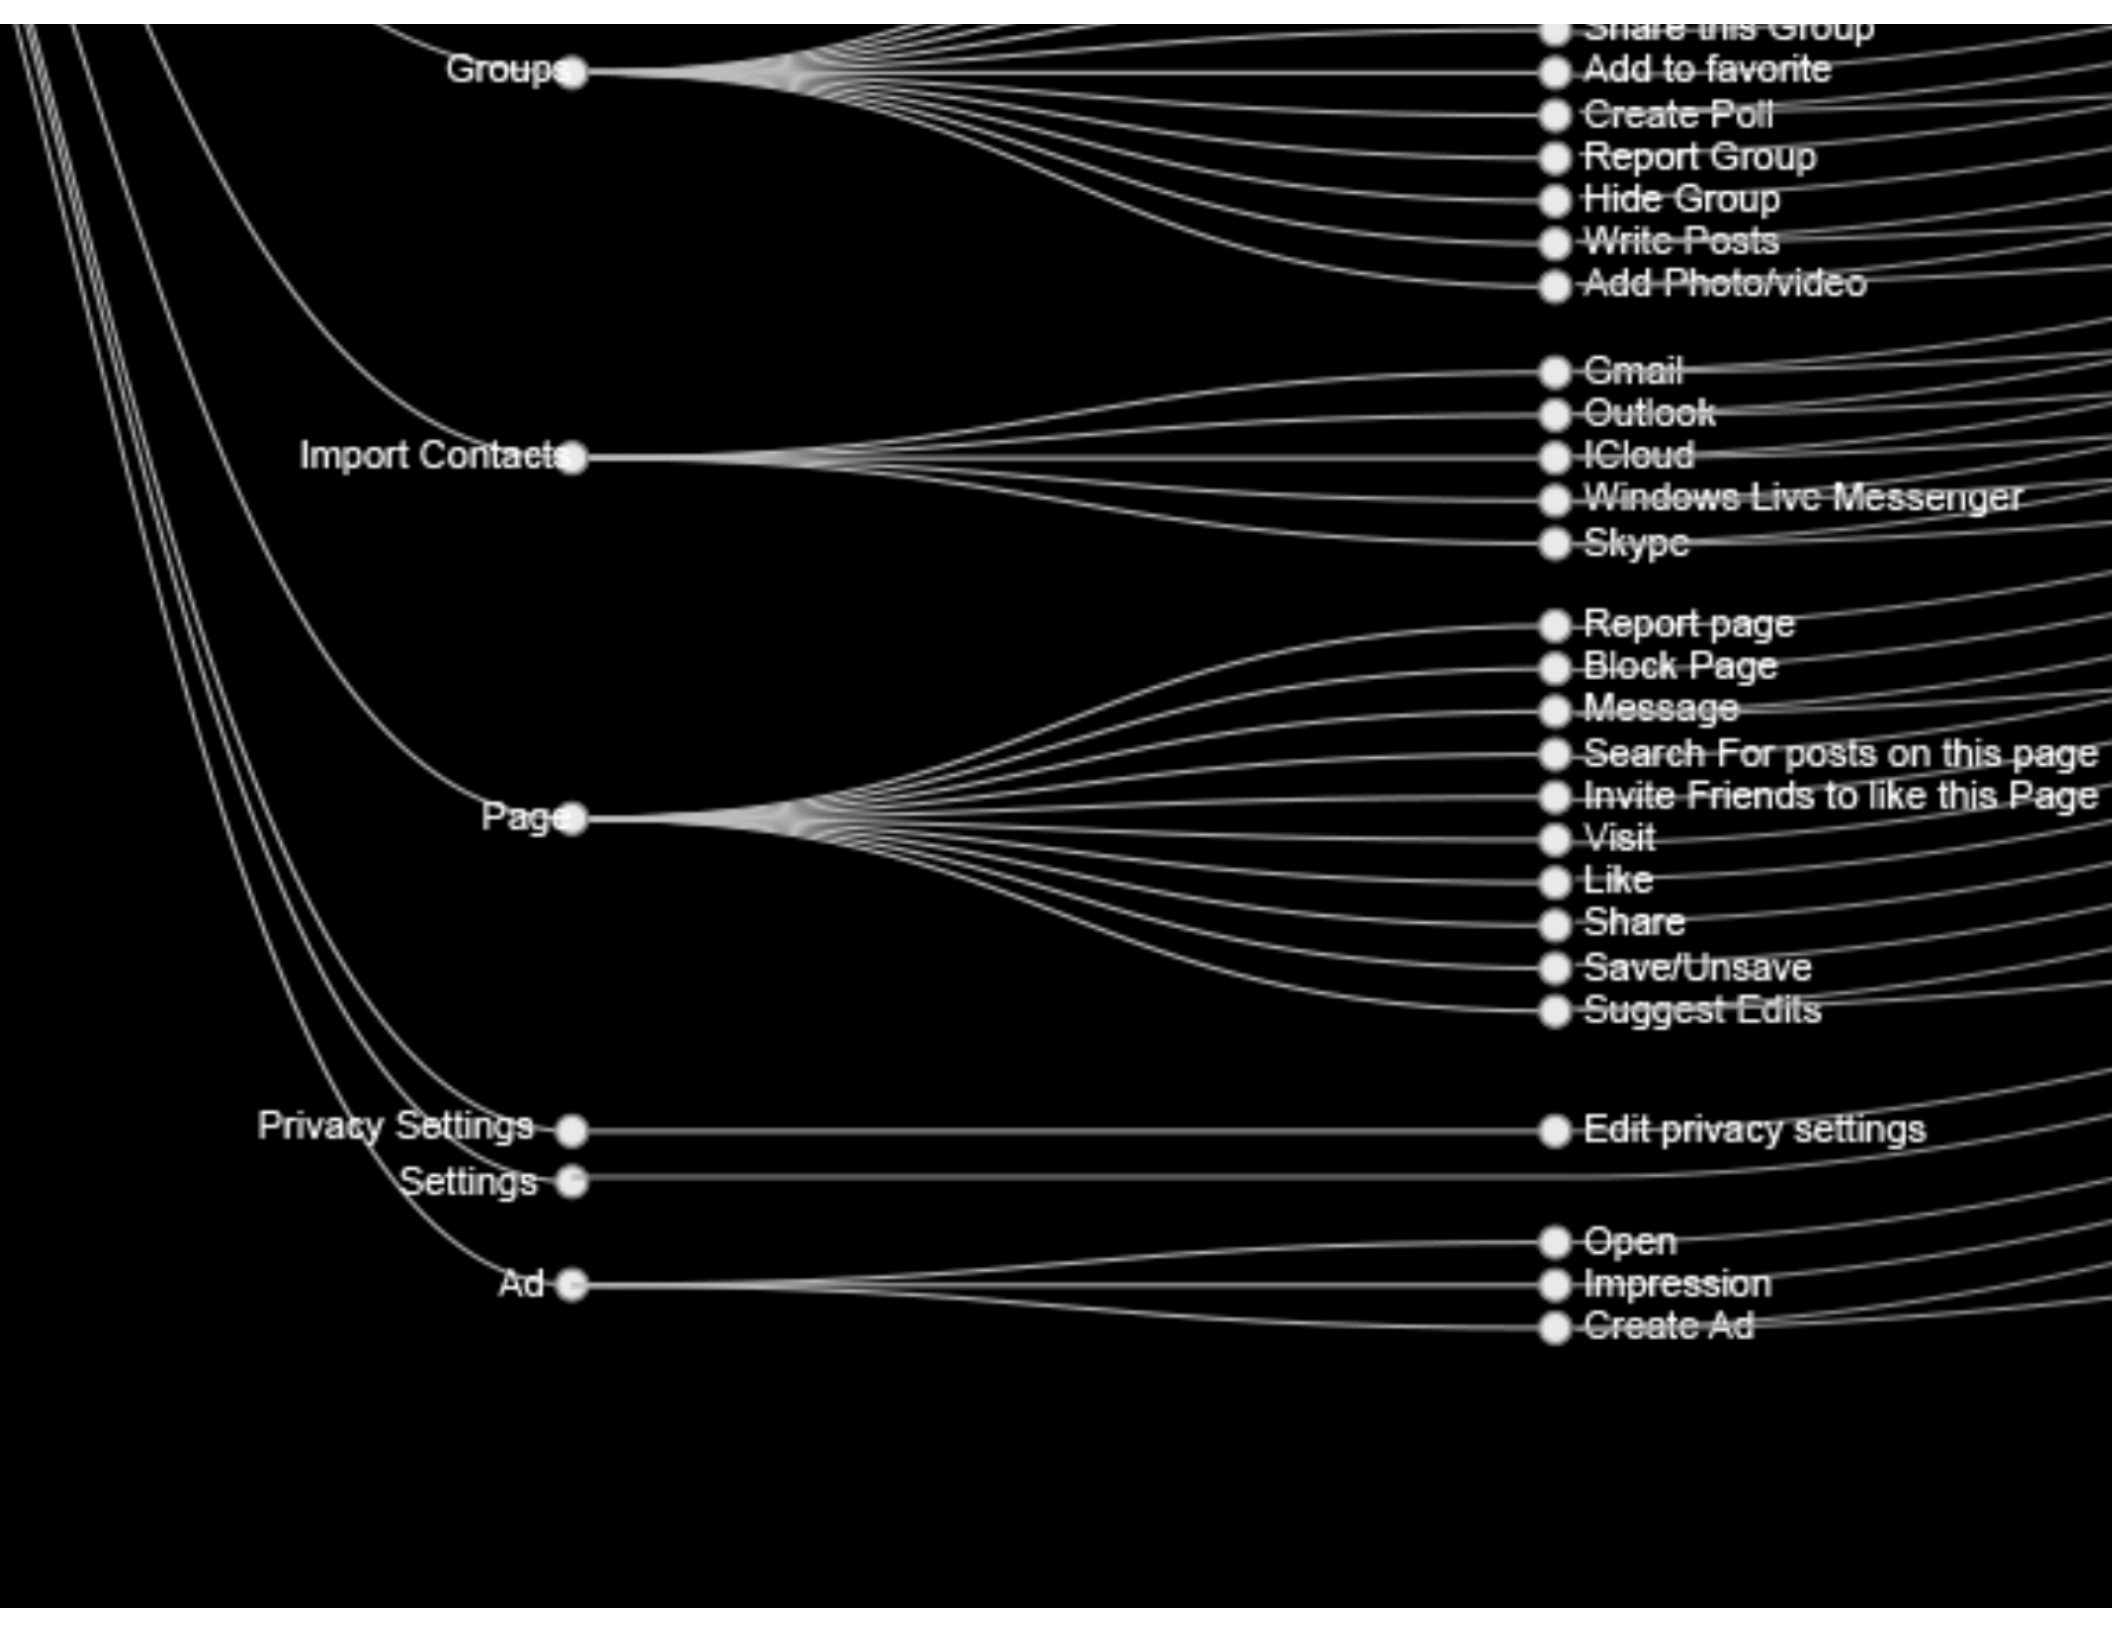 Share this Group
Groups
Add to favorite
Create Poll
Report Group
Hide Group
Write Posts
Add Photo/video
Gmail
Outlook
Import Contacts
ICloud
Windows Live Messenger
Skype
Report page
Block Page
Message
Search For posts on this page
Invite Friends to like this Page
Page
Visit
Like
Share
Save/Unsave
Suggest Edits
Privacy Settings
Edit privacy settings
Settings
Open
Ad
Impression
Create Ad